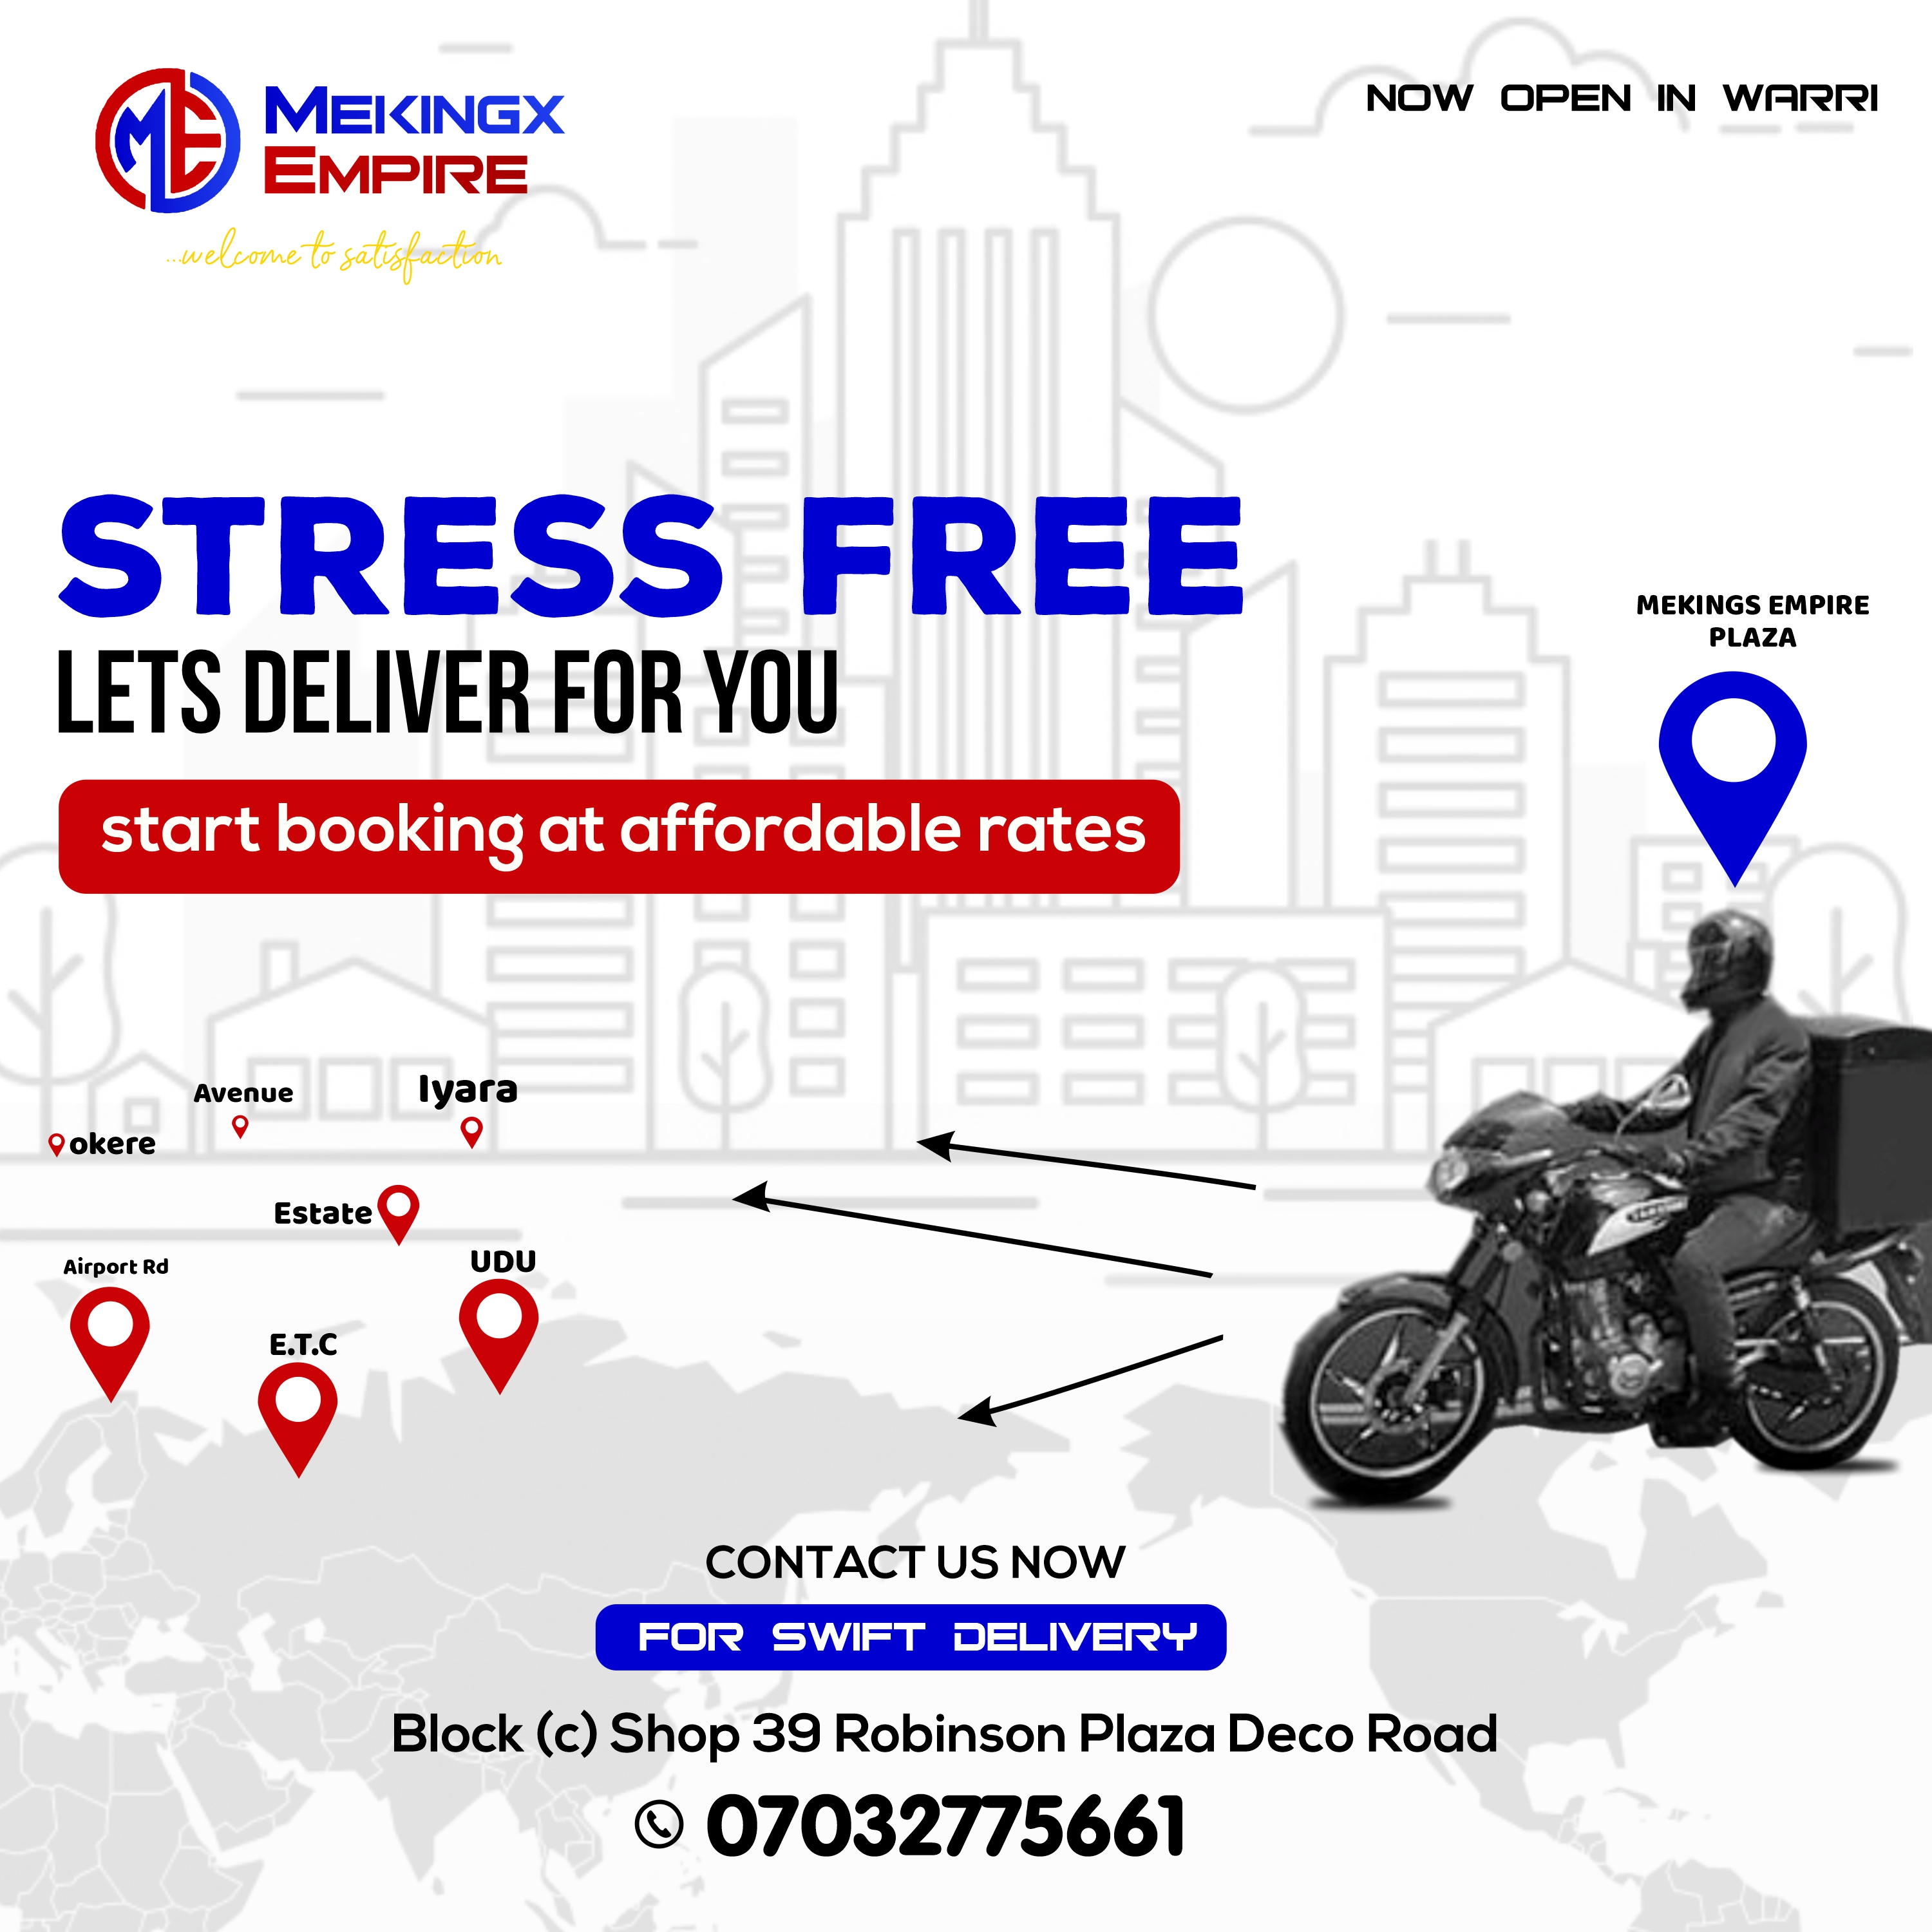 MEKINGX
EMPIRE
...welcome to satisfaction
NOW OPEN IN WARRI
STRESS FREE
LETS DELIVER FOR YOU
start booking at affordable rates
MEKINGS EMPIRE
PLAZA
Avenue
Iyara
okere
Estate
Airport Rd
UDU
E.T.C
CONTACT US NOW
FOR SWIFT DELIVERY
Block (c) Shop 39 Robinson Plaza Deco Road
07032775661